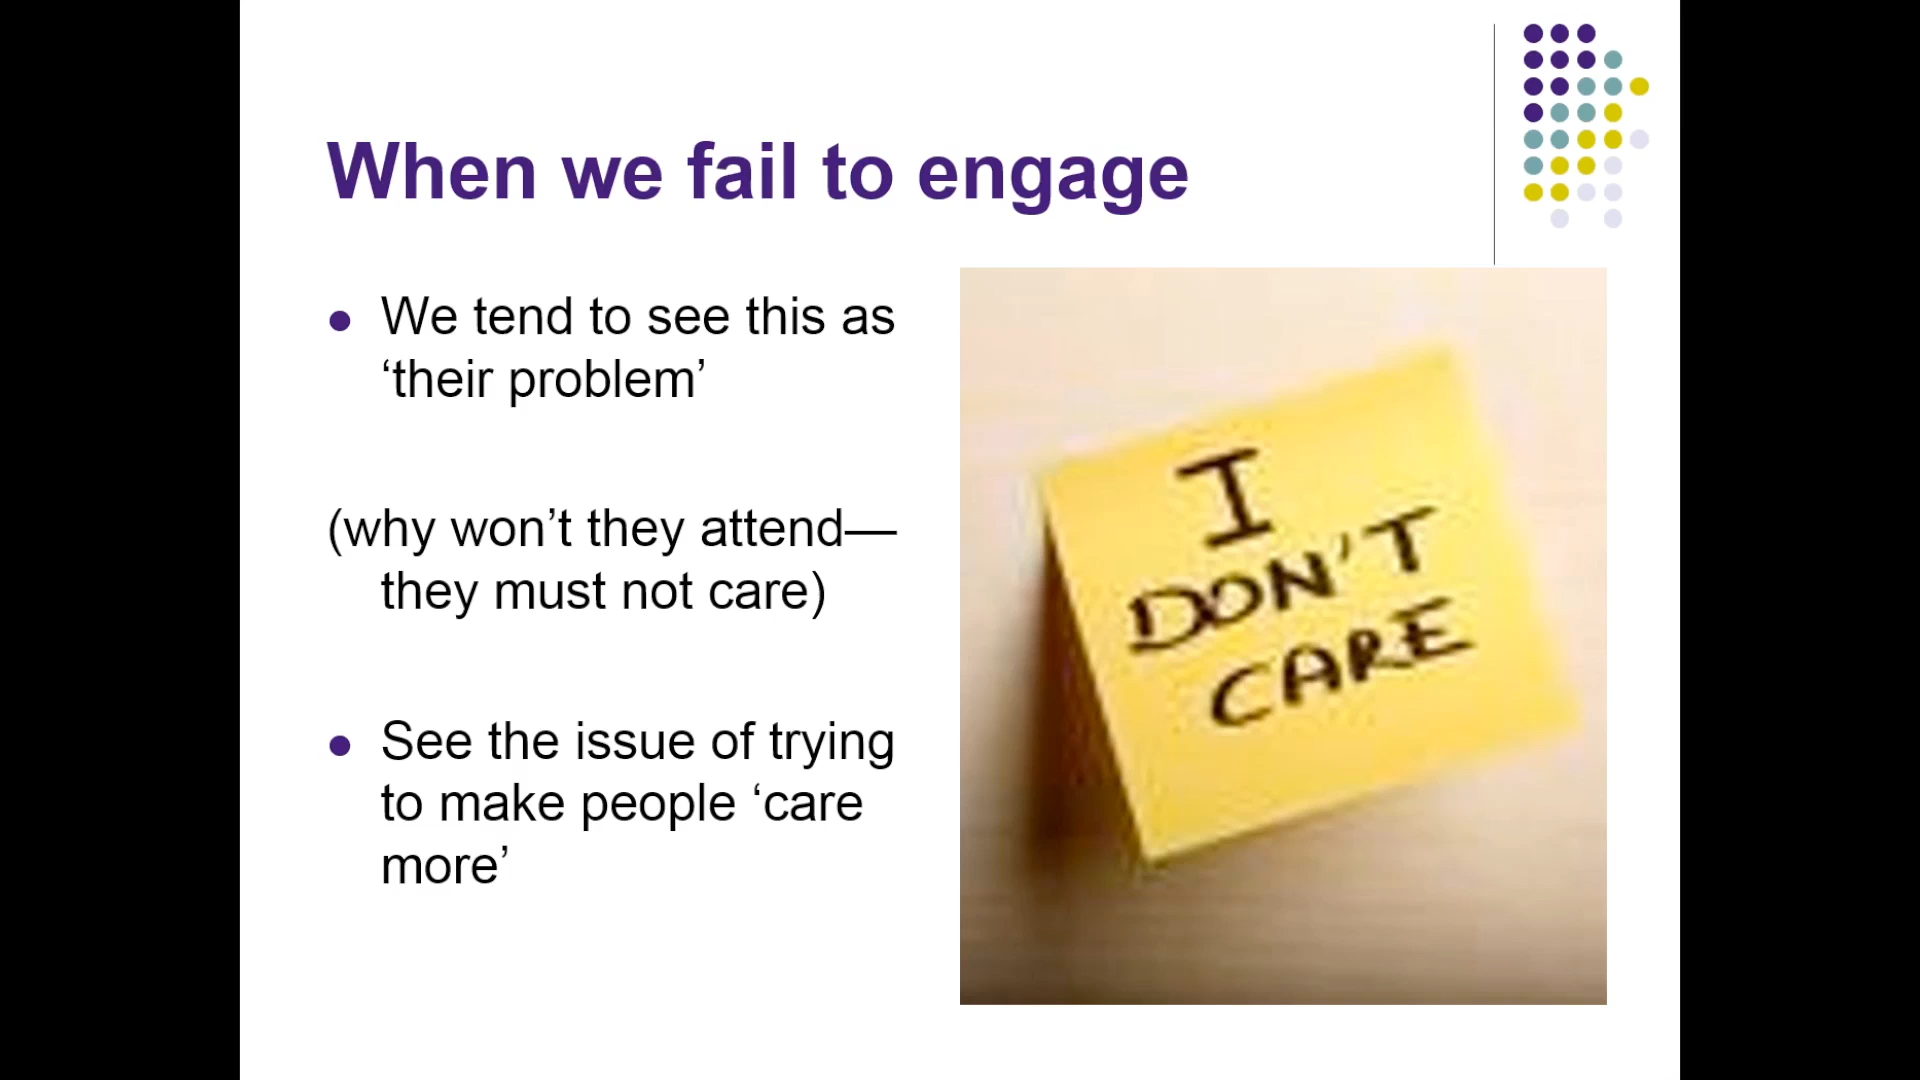 When we fail to engage
We tend to see this as
‘their problem’
(why won’t they attend—
they must not care)
See the issue of trying
to make people ‘care
more’
I
DON'T
CARE